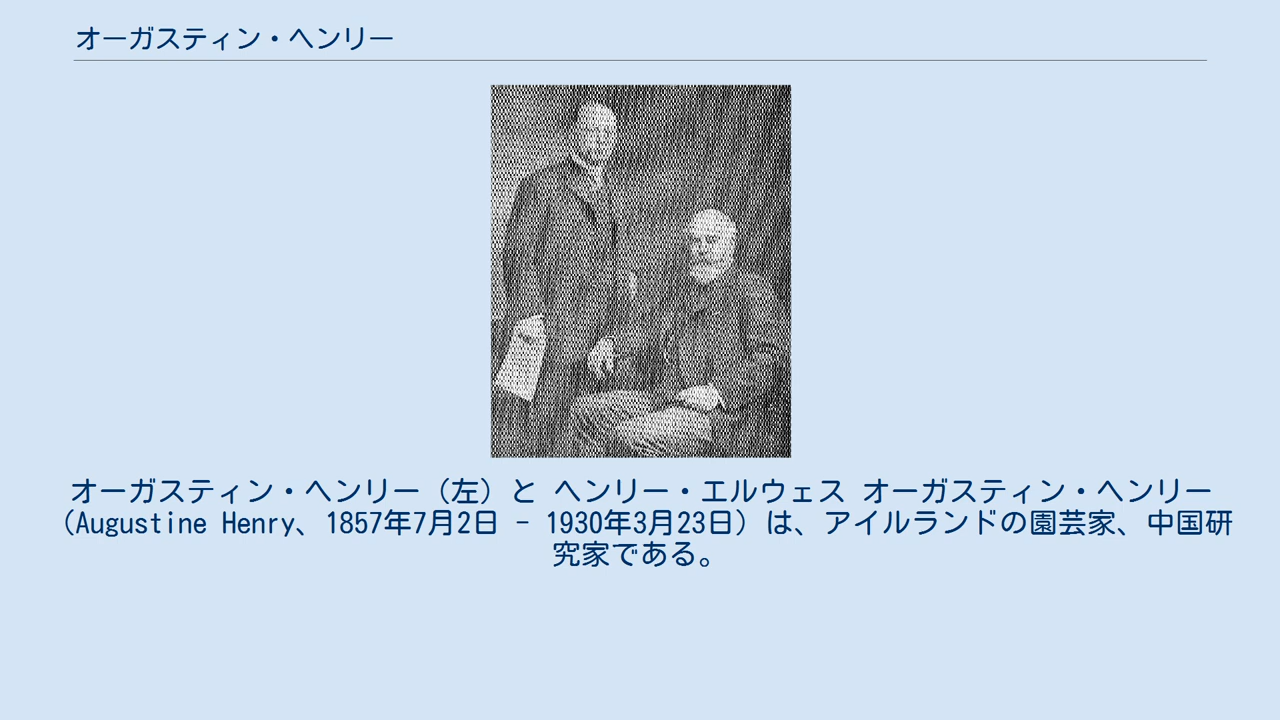 オーガスティン・ヘンリー
オーガスティン・ヘンリー（左）と ヘンリー・エルウェス オーガスティン・ヘンリー
（Augustine Henry、1857年7月2日 - 1930年3月23日）は、アイルランドの園芸家、中国研
究家である。